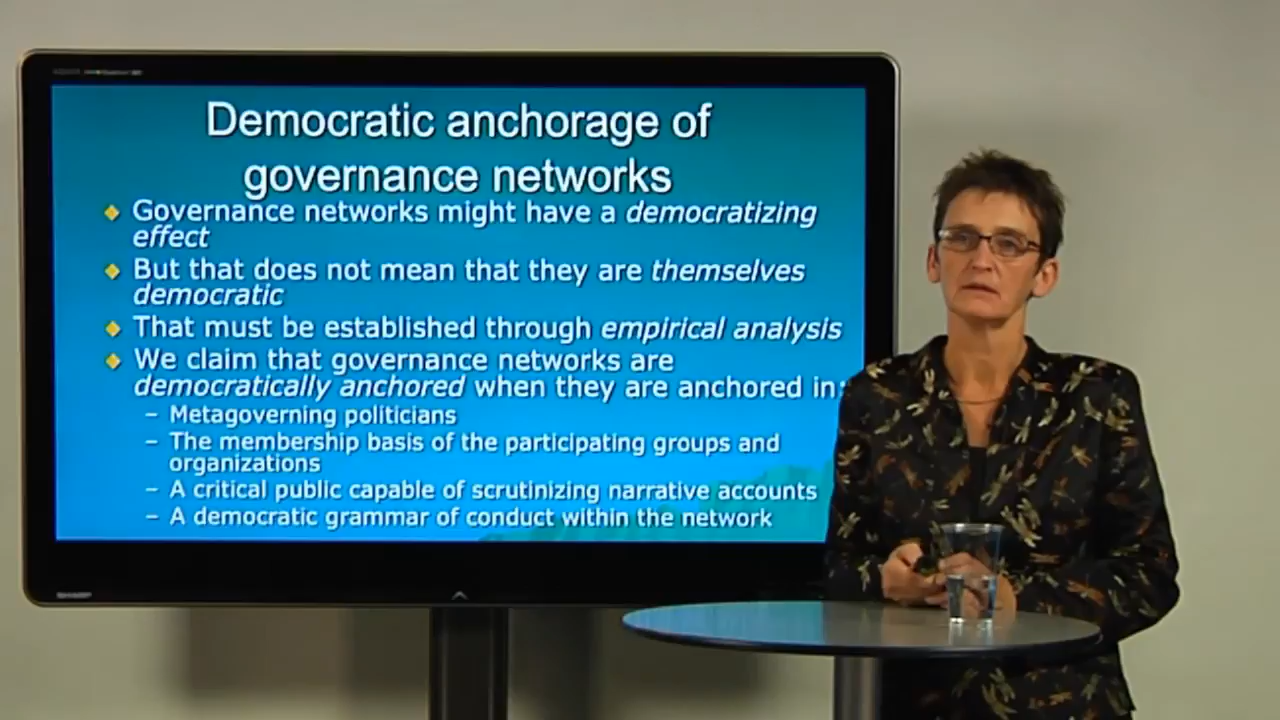 Democratic anchorage of
governance networks
Governance networks might have a democratizing
effect
But that does not mean that they are themselves
democratic
That must be established through empirical analysis
We claim that governance networks are
democratically anchored when they are anchored in:
– Metagoverning politicians
– The membership basis of the participating groups and
organizations
– A critical public capable of scrutinizing narrative accounts
– A democratic grammar of conduct within the network
SHARP